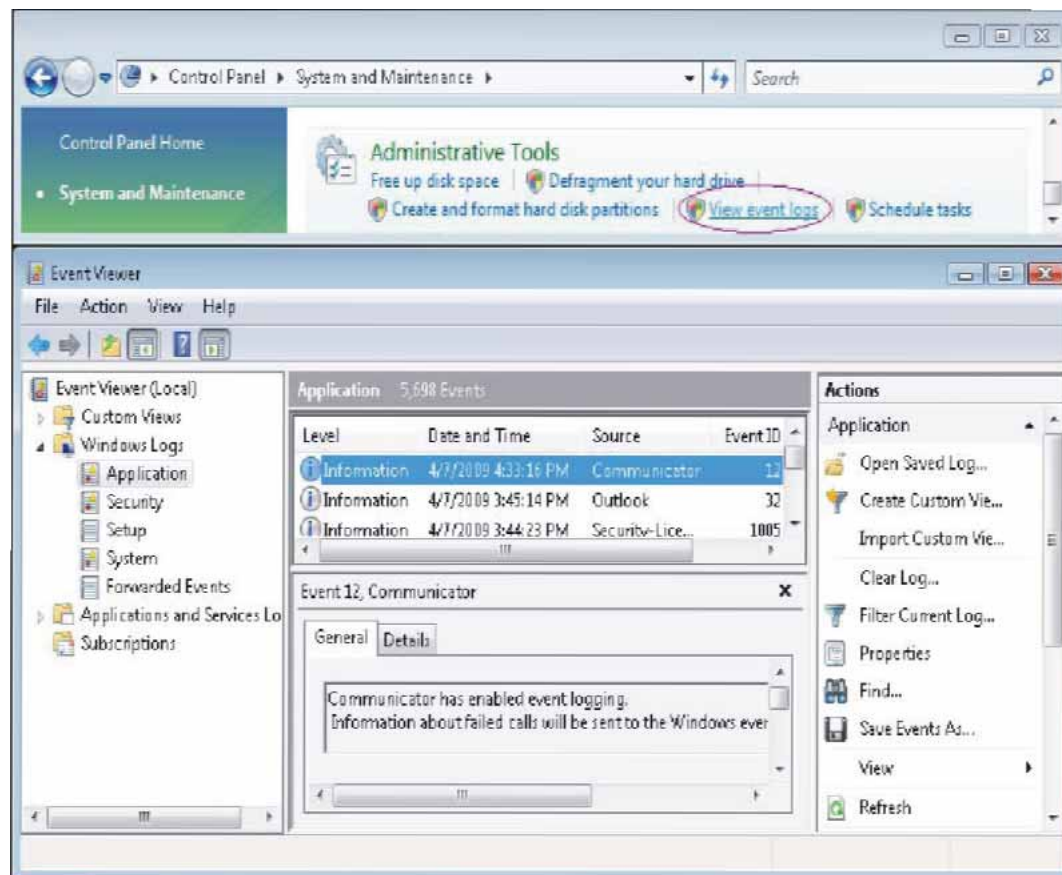 Control Panel ▸ System and Maintenance ▸
Search
Control Panel Home
• System and Maintenance
Administrative Tools
Free up disk space
Defragment your hard drive
Create and format hard disk partitions
View event logs
Schedule tasks
Event Viewer
File Action View Help
Event Viewer (Local)
Custom Views
Windows Logs
Application
Security
Setup
System
Forwarded Events
Applications and Services Lo
Subscriptions
Application 5,698 Events
Level Date and Time Source Event ID
Information 4/7/2009 4:33:16 PM Communicator 12
Information 4/7/2009 3:45:14 PM Outlook 32
Information 4/7/2009 3:44:23 PM Security-Lice... 1005
Event 12, Communicator
General Details
Communicator has enabled event logging.
Information about failed calls will be sent to the Windows ever
Actions
Application
Open Saved Log...
Create Custom Vie...
Import Custom Vie...
Clear Log...
Filter Current Log...
Properties
Find...
Save Events As...
View
Refresh